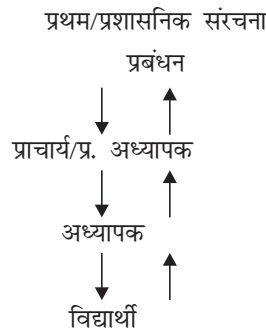 प्रथम/प्रशासनिक संरचना
प्रबंधन
प्राचार्य/प्र. अध्यापक
अध्यापक
विद्यार्थी